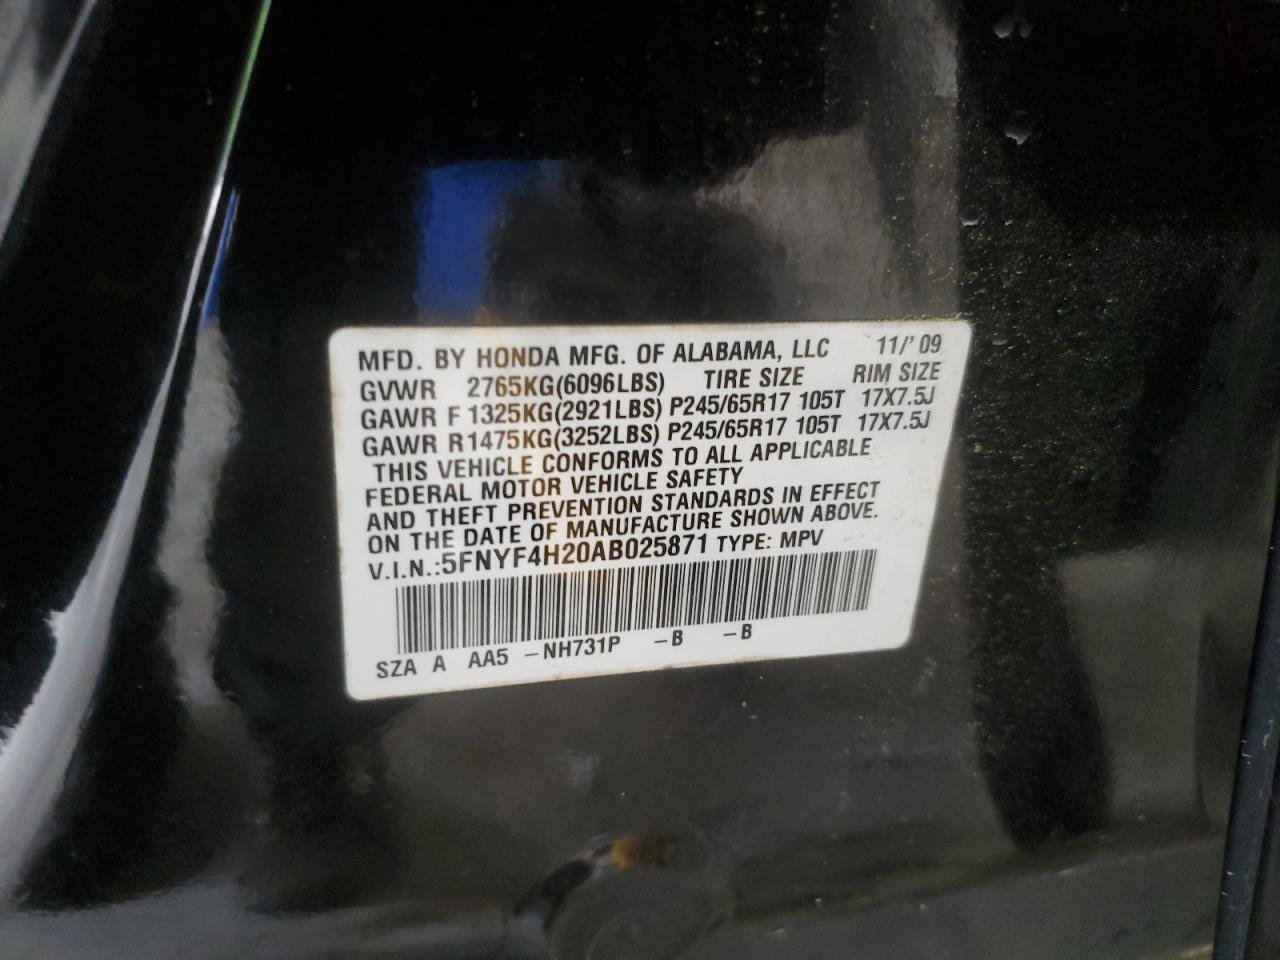 MFD. BY HONDA MFG. OF ALABAMA, LLC 11/'09
GVWR 2765KG(6096LBS) TIRE SIZE RIM SIZE
GAWR F 1325KG(2921LBS) P245/65R17 105T 17X7.5J
GAWR R1475KG(3252LBS) P245/65R17 105T 17X7.5J
THIS VEHICLE CONFORMS TO ALL APPLICABLE
FEDERAL MOTOR VEHICLE SAFETY
AND THEFT PREVENTION STANDARDS IN EFFECT
ON THE DATE OF MANUFACTURE SHOWN ABOVE.
V.I.N.:5FNYF4H20AB025871 TYPE: MPV
SZA A AA5 -NH731P -B -B